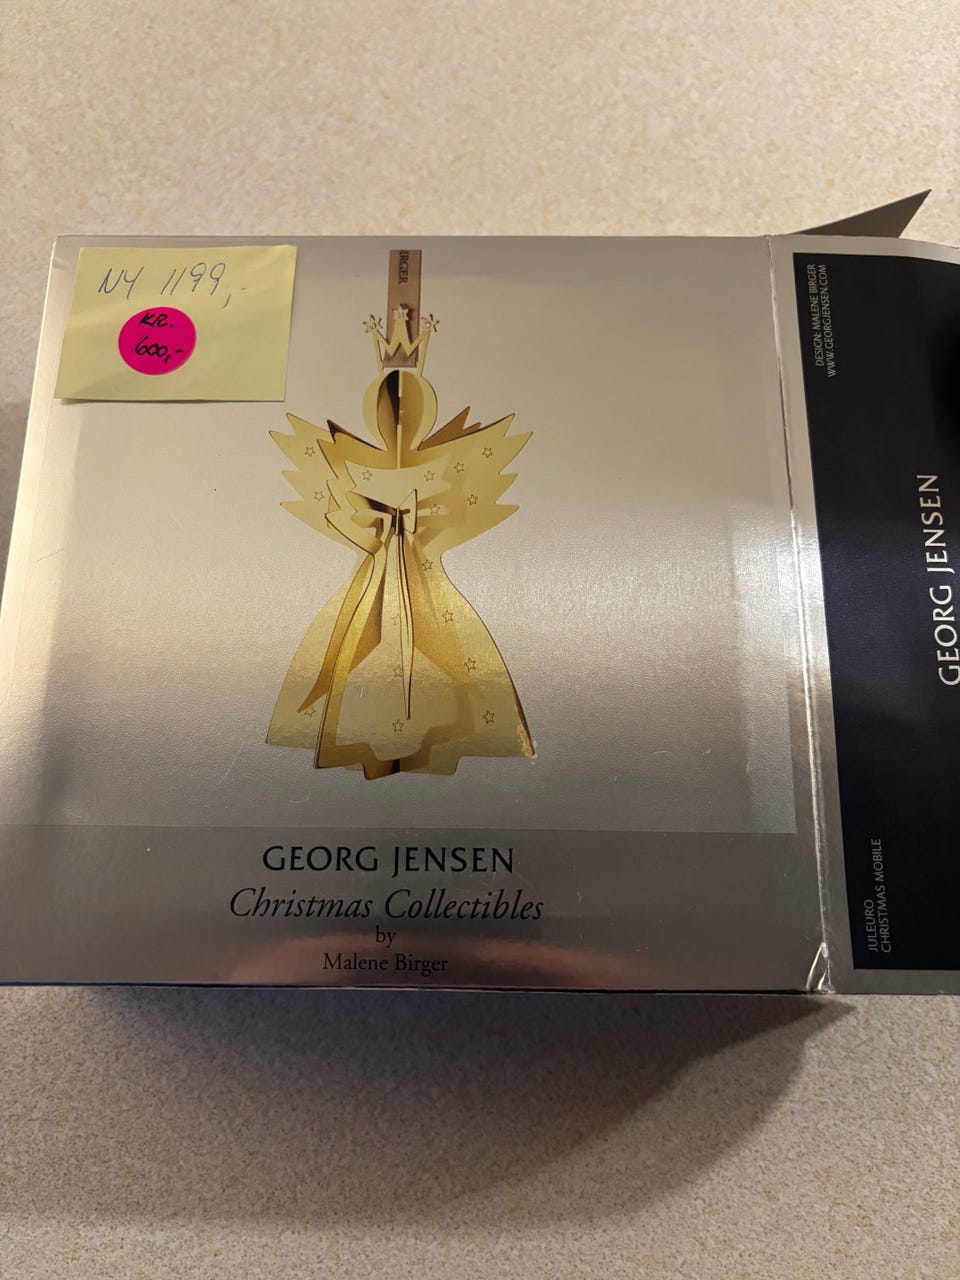 NY 1199,-
KR.
600,-
IRGER
GEORG JENSEN
Christmas Collectibles
by
Malene Birger
DESIGN: MALENE BIRGER
WWW.GEORGJENSEN.COM
GEORG JENSEN
JULEURO
CHRISTMAS MOBILE